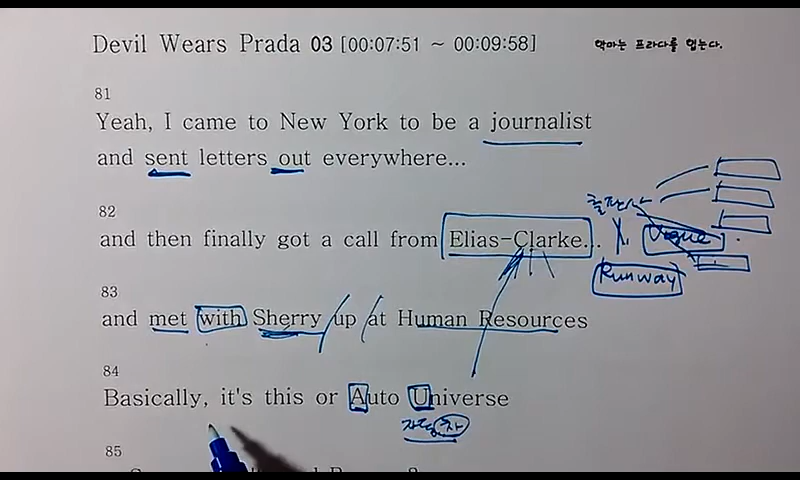 Devil Wears Prada 03 [00:07:51 ~ 00:09:58] 악마는 프라다를 입는다.
81
Yeah, I came to New York to be a journalist
and sent letters out everywhere...
출판사
82
and then finally got a call from Elias-Clarke... Vogue
Runway
83
and met with Sherry up at Human Resources
84
Basically, it's this or Auto Universe
자동차
85